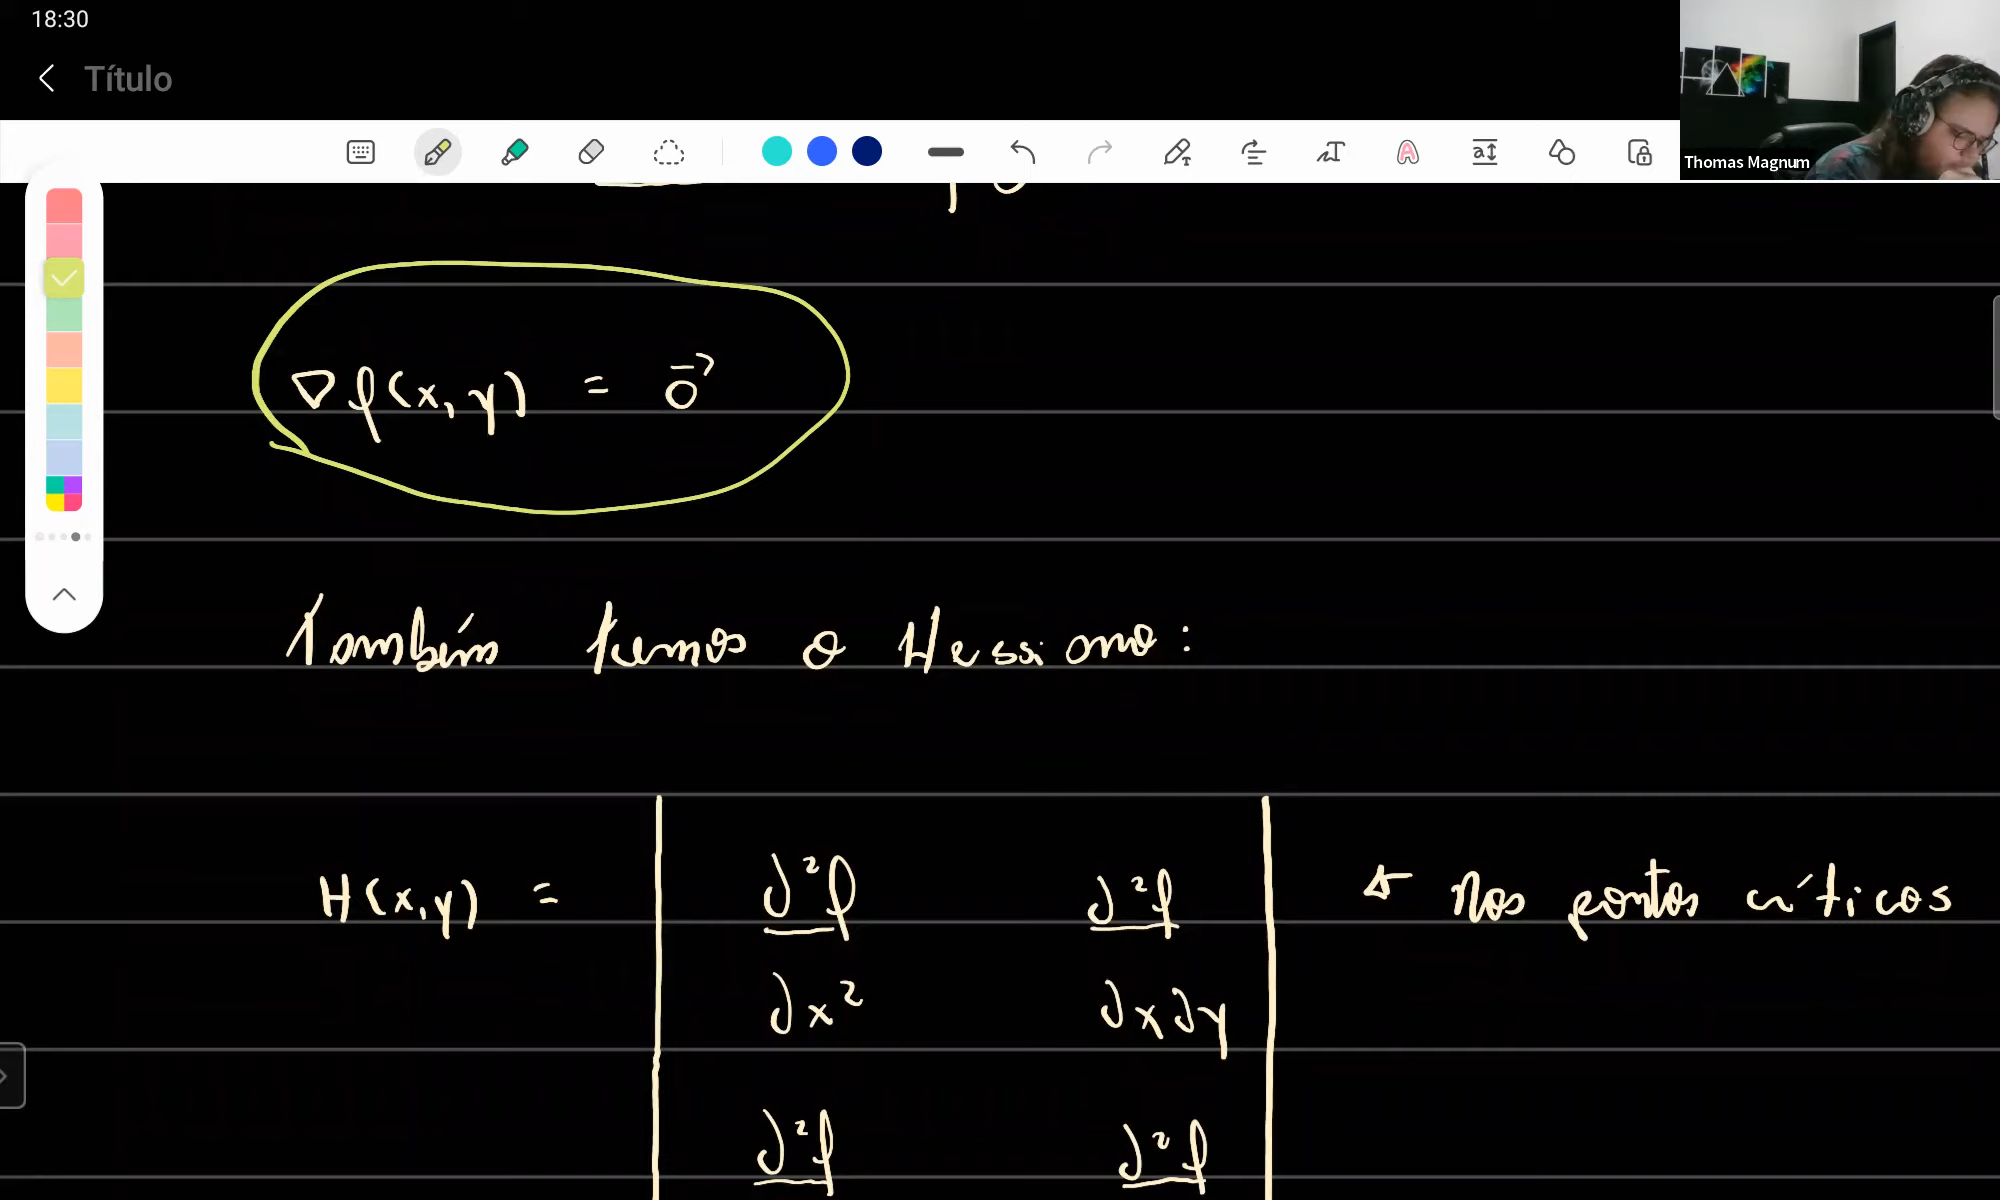 18:30
Título
Thomas Magnum
∇f(x,y) = 0⃗
Também temos o Hessiano:
H(x,y) = | ∂²f/∂x² ∂²f/∂x∂y | * Nos pontos críticos
∂²f ∂²f